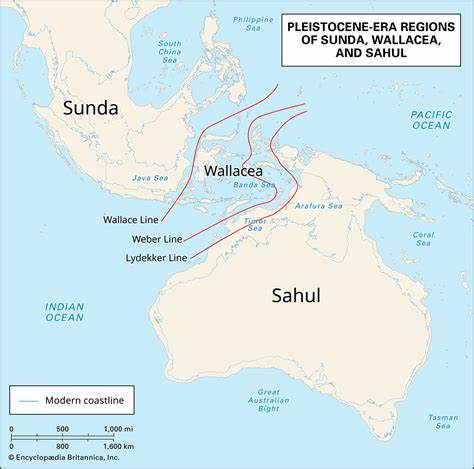 PLEISTOCENE-ERA REGIONS
OF SUNDA, WALLACEA,
AND SAHUL
Philippine
Sea
South
China
Sea
Sunda
PACIFIC
OCEAN
Wallacea
Java Sea
Banda Sea
Arafura Sea
Wallace Line
Timor
Sea
Weber Line
Coral
Sea
Lydekker Line
Sahul
INDIAN
OCEAN
Great
Australian
Bight
Modern coastline
Tasman
Sea
0 500 1,000 mi
0 800 1,600 km
© Encyclopædia Britannica, Inc.